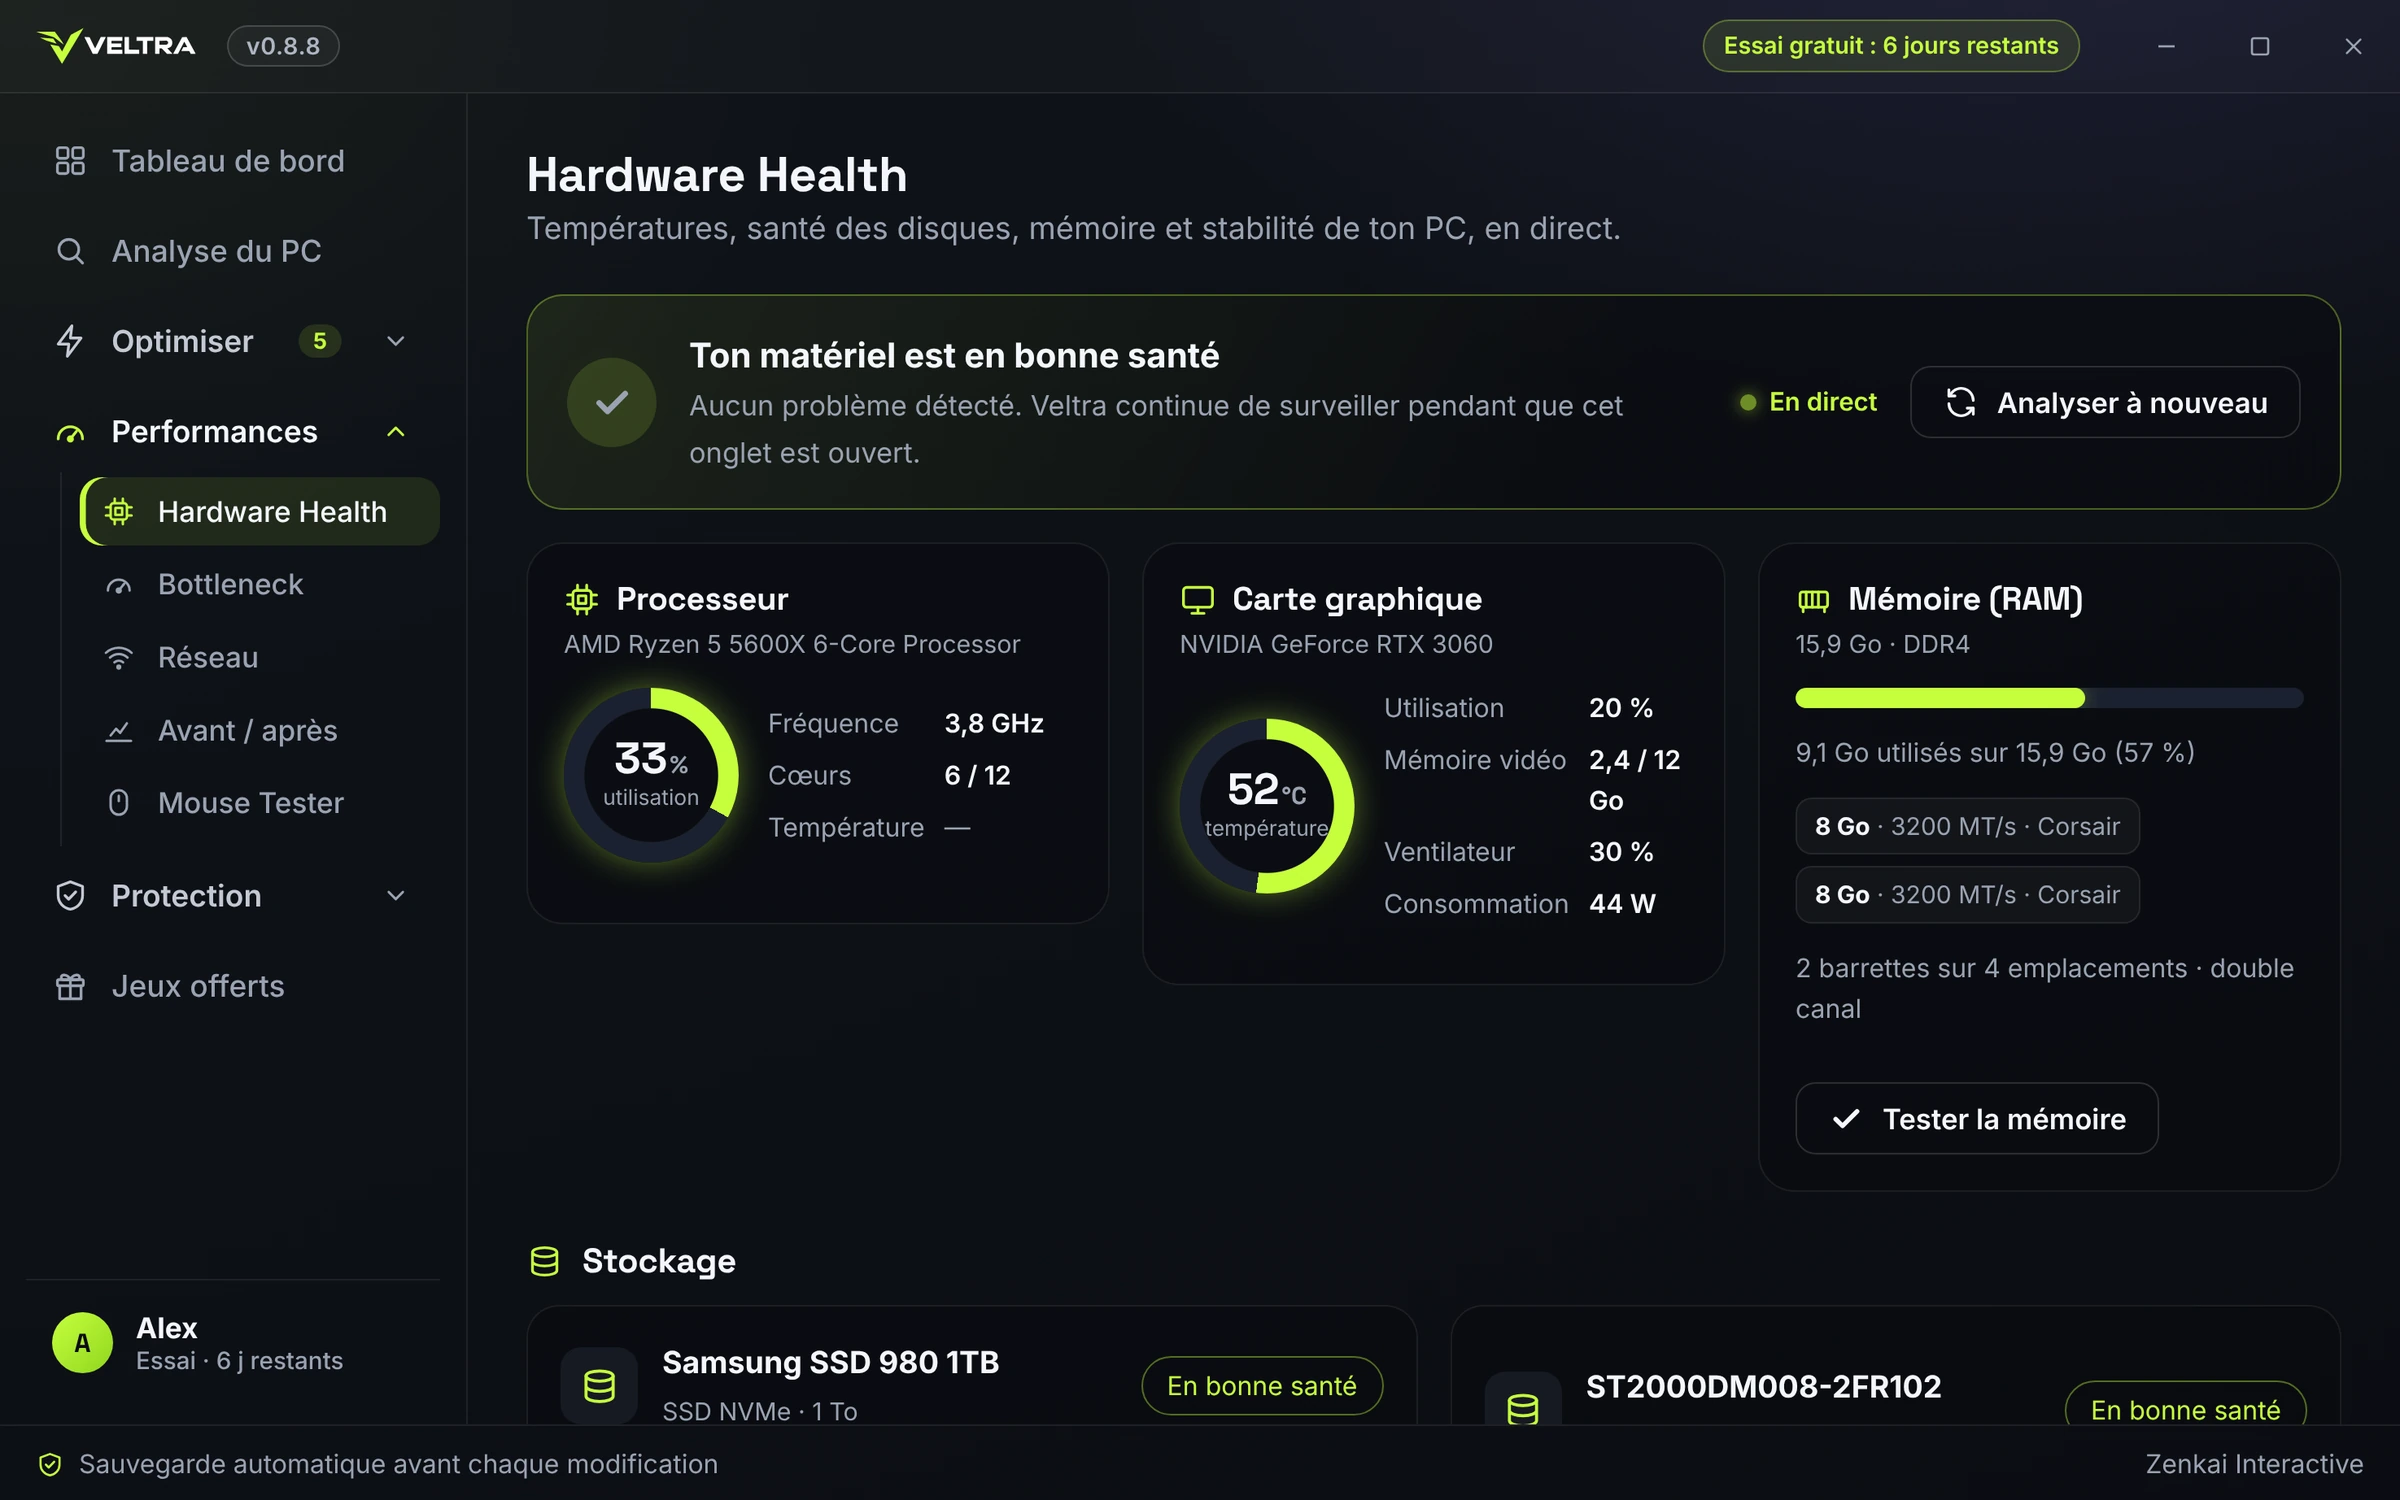 VELTRA
v0.8.8
Essai gratuit : 6 jours restants
Tableau de bord
Analyse du PC
Optimiser
5
Performances
Hardware Health
Bottleneck
Réseau
Avant / après
Mouse Tester
Protection
Jeux offerts
A
Alex
Essai · 6 j restants
Hardware Health
Températures, santé des disques, mémoire et stabilité de ton PC, en direct.
Ton matériel est en bonne santé
Aucun problème détecté. Veltra continue de surveiller pendant que cet
onglet est ouvert.
En direct
Analyser à nouveau
Processeur
AMD Ryzen 5 5600X 6-Core Processor
33%
utilisation
Fréquence 3,8 GHz
Cœurs 6 / 12
Température —
Carte graphique
NVIDIA GeForce RTX 3060
52°C
température
Utilisation 20 %
Mémoire vidéo 2,4 / 12
Go
Ventilateur 30 %
Consommation 44 W
Mémoire (RAM)
15,9 Go · DDR4
9,1 Go utilisés sur 15,9 Go (57 %)
8 Go · 3200 MT/s · Corsair
8 Go · 3200 MT/s · Corsair
2 barrettes sur 4 emplacements · double
canal
Tester la mémoire
Stockage
Samsung SSD 980 1TB
SSD NVMe · 1 To
En bonne santé
ST2000DM008-2FR102
En bonne santé
Sauvegarde automatique avant chaque modification
Zenkai Interactive